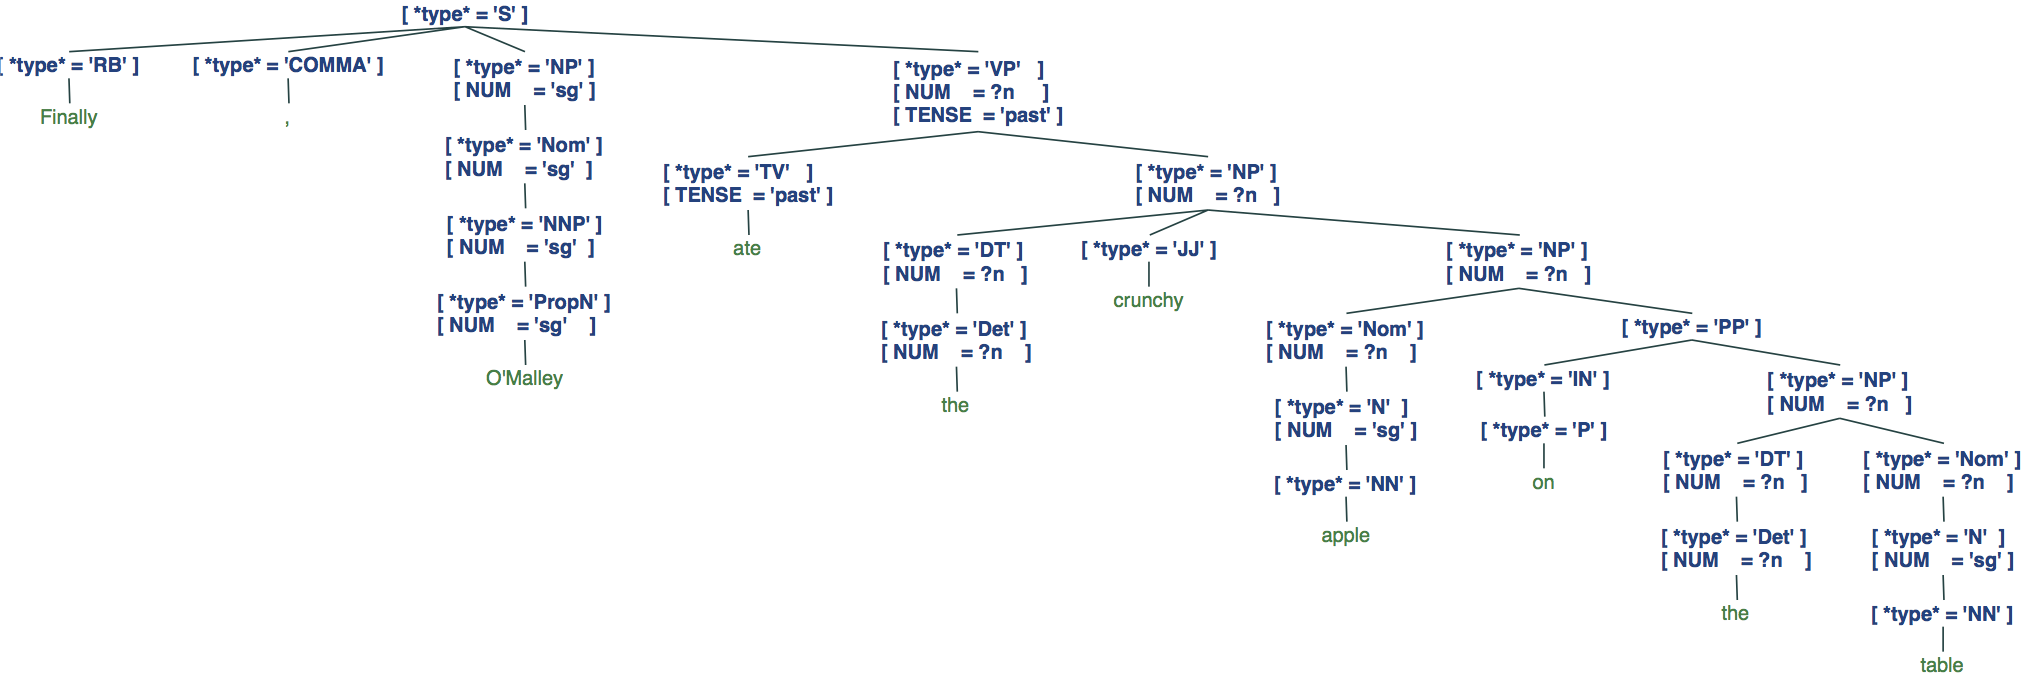 [ *type* = 'S' ]
[ *type* = 'RB' ] [ *type* = 'COMMA' ] [ *type* = 'NP' ] [ *type* = 'VP' ]
[ NUM = 'sg' ] [ NUM = ?n ]
Finally , [ TENSE = 'past' ]
[ *type* = 'Nom' ]
[ NUM = 'sg' ] [ *type* = 'TV' ] [ *type* = 'NP' ]
[ TENSE = 'past' ] [ NUM = ?n ]
[ *type* = 'NNP' ]
[ NUM = 'sg' ] ate [ *type* = 'DT' ] [ *type* = 'JJ' ] [ *type* = 'NP' ]
[ NUM = ?n ] [ NUM = ?n ]
[ *type* = 'PropN' ] crunchy
[ NUM = 'sg' ] [ *type* = 'Det' ] [ *type* = 'Nom' ] [ *type* = 'PP' ]
[ NUM = ?n ] [ NUM = ?n ]
O'Malley [ *type* = 'IN' ] [ *type* = 'NP' ]
the [ *type* = 'N' ] [ NUM = ?n ]
[ NUM = 'sg' ] [ *type* = 'P' ]
[ *type* = 'DT' ] [ *type* = 'Nom' ]
[ *type* = 'NN' ] on [ NUM = ?n ] [ NUM = ?n ]
apple [ *type* = 'Det' ] [ *type* = 'N' ]
[ NUM = ?n ] [ NUM = 'sg' ]
the [ *type* = 'NN' ]
table